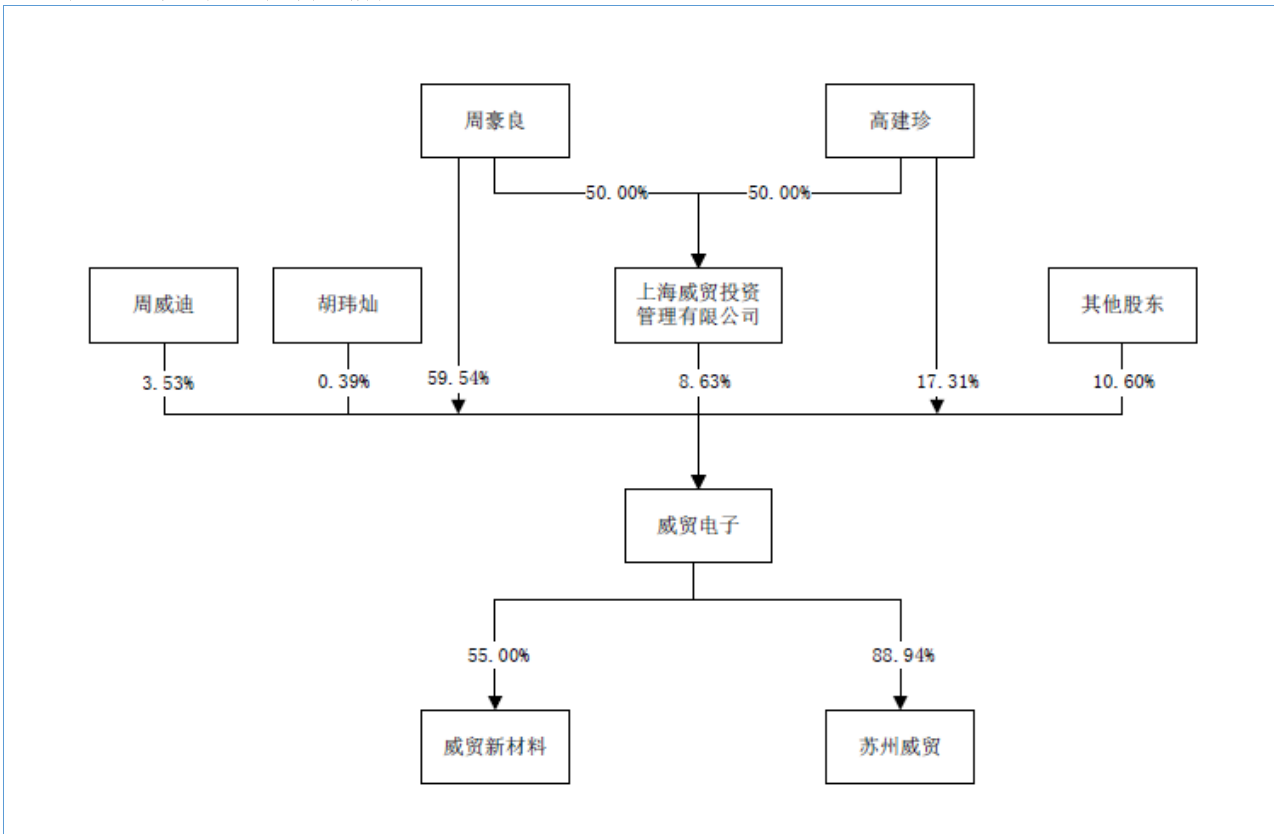 周豪良
高建珍
50.00%
50.00%
周威迪
胡玮灿
上海威贸投资
管理有限公司
其他股东
3.53%
0.39%
59.54%
8.63%
17.31%
10.60%
威贸电子
55.00%
88.94%
威贸新材料
苏州威贸